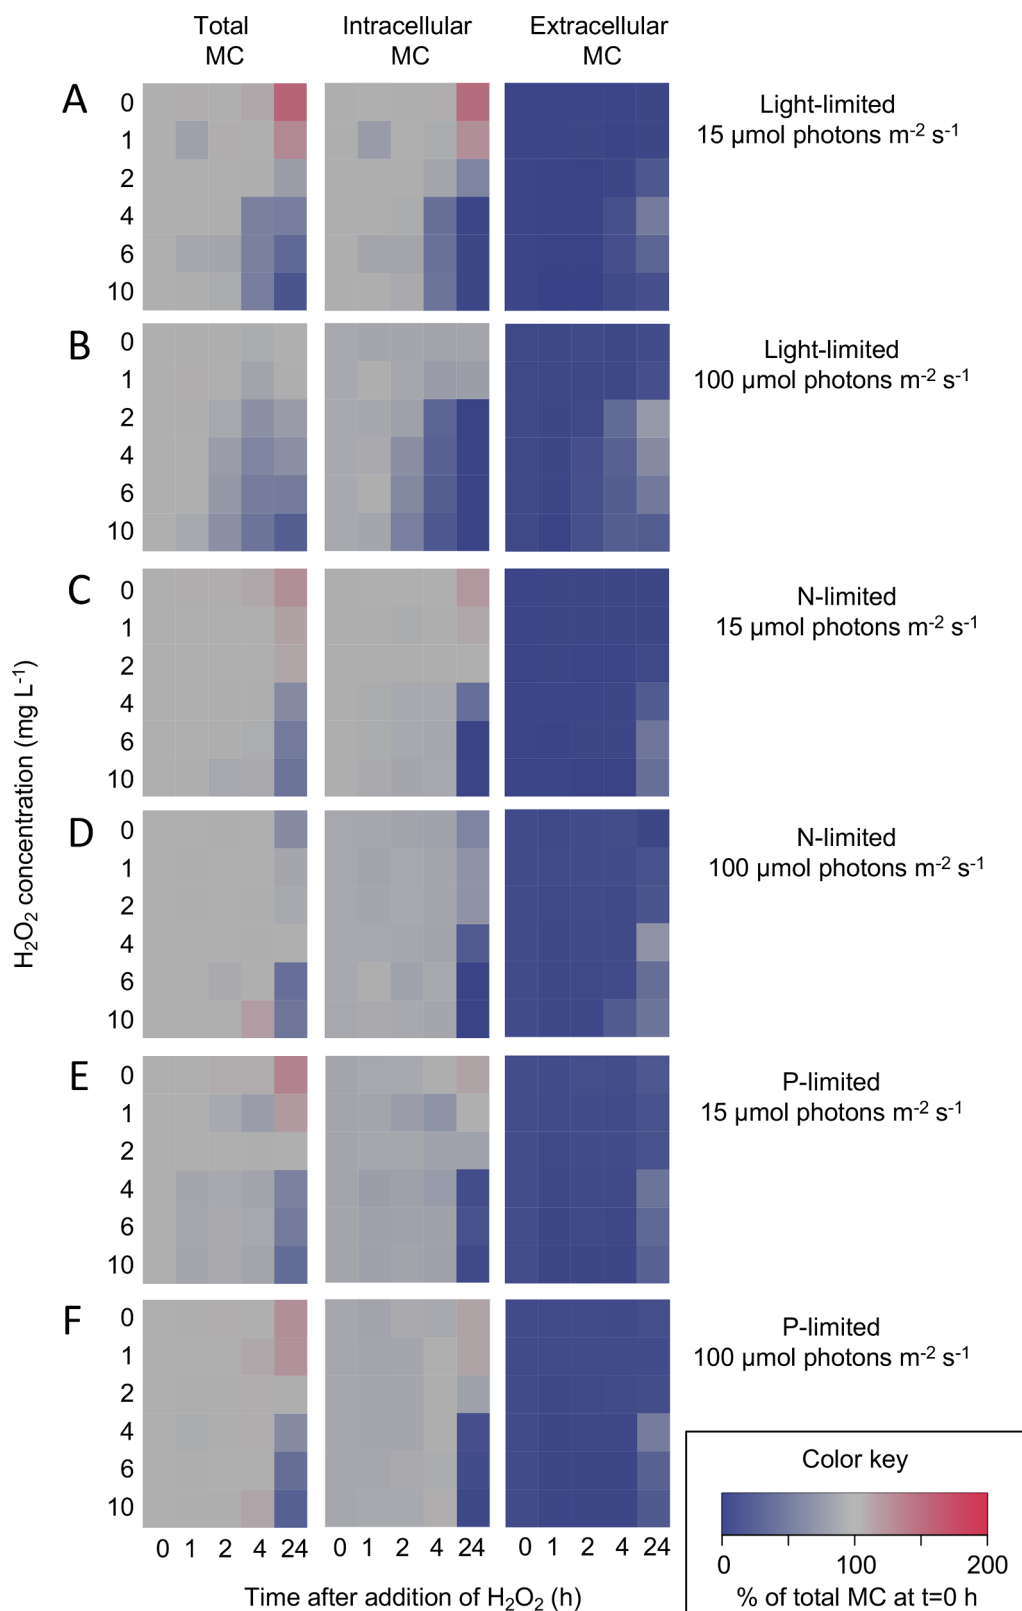 Total Intracellular Extracellular
MC MC MC
A
0
1
2
4
6
10
Light-limited
15 µmol photons m-2 s-1
B
0
1
2
4
6
10
Light-limited
100 µmol photons m-2 s-1
C
0
1
2
4
6
10
N-limited
15 µmol photons m-2 s-1
D
0
1
2
4
6
10
N-limited
100 µmol photons m-2 s-1
E
0
1
2
4
6
10
P-limited
15 µmol photons m-2 s-1
F
0
1
2
4
6
10
P-limited
100 µmol photons m-2 s-1
H2O2 concentration (mg L-1)
0 1 2 4 24 0 1 2 4 24 0 1 2 4 24
Time after addition of H2O2 (h)
Color key
0 100 200
% of total MC at t=0 h